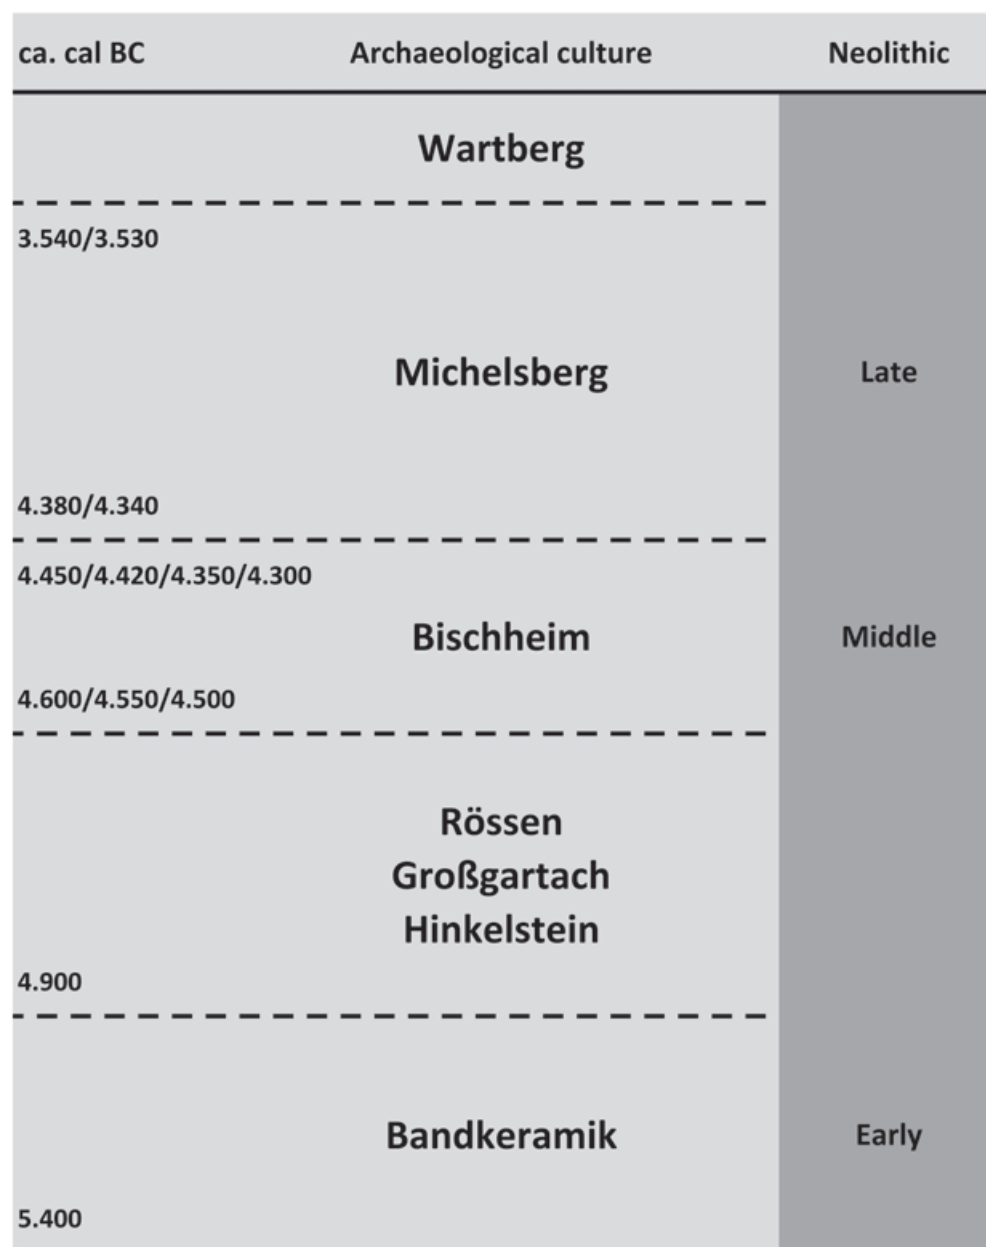 ca. cal BC Archaeological culture Neolithic
Wartberg
3.540/3.530
Michelsberg Late
4.380/4.340
4.450/4.420/4.350/4.300
Bischheim Middle
4.600/4.550/4.500
Rössen
Großgartach
Hinkelstein
4.900
Bandkeramik Early
5.400